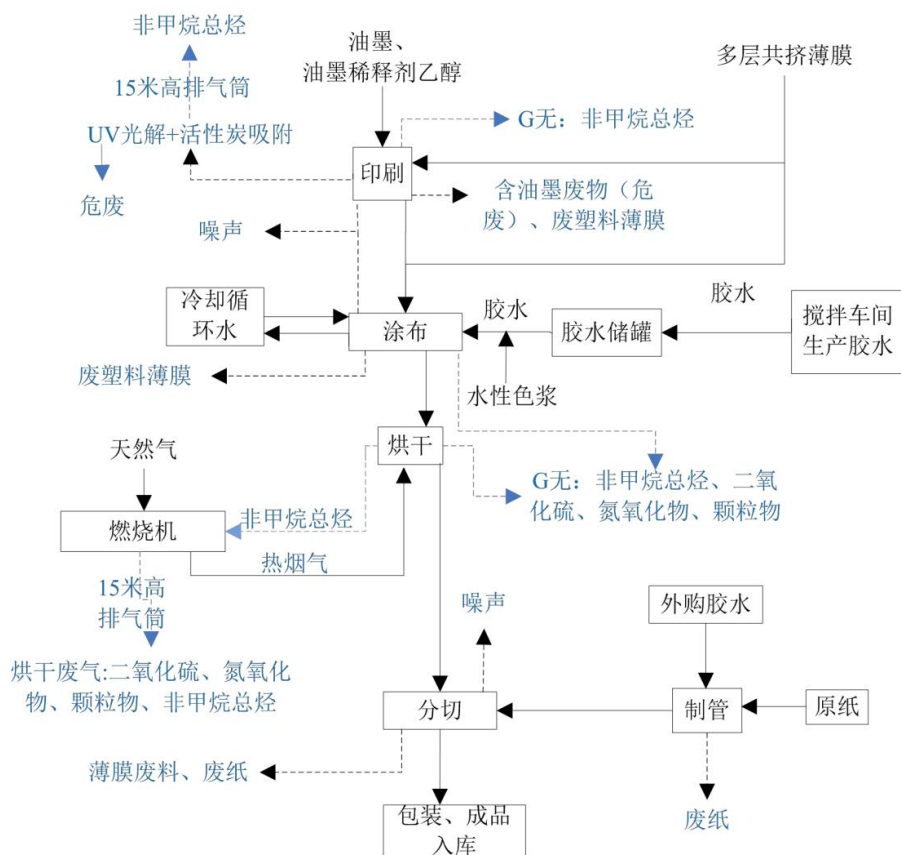 非甲烷总烃
油墨、
油墨稀释剂乙醇
多层共挤薄膜
15米高排气筒
G无：非甲烷总烃
UV光解+活性炭吸附
印刷
危废
含油墨废物（危
废）、废塑料薄膜
噪声
冷却循
环水
涂布
胶水
胶水储罐
胶水
搅拌车间
生产胶水
废塑料薄膜
水性色浆
天然气
烘干
G无：非甲烷总烃、二氧
化硫、氮氧化物、颗粒物
燃烧机
非甲烷总烃
热烟气
15米高
排气筒
噪声
外购胶水
烘干废气:二氧化硫、氮氧化
物、颗粒物、非甲烷总烃
分切
制管
原纸
薄膜废料、废纸
包装、成品
入库
废纸